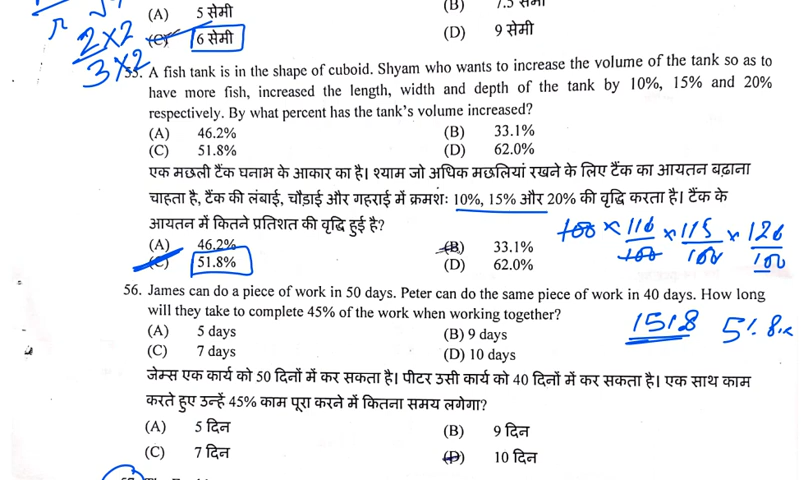 (A) 5 सेमी (B) 7.5 सेमी
(C) 6 सेमी (D) 9 सेमी
2×2
3×2
55. A fish tank is in the shape of cuboid. Shyam who wants to increase the volume of the tank so as to
have more fish, increased the length, width and depth of the tank by 10%, 15% and 20%
respectively. By what percent has the tank's volume increased?
(A) 46.2% (B) 33.1%
(C) 51.8% (D) 62.0%
एक मछली टैंक घनाभ के आकार का है। श्याम जो अधिक मछलियां रखने के लिए टैंक का आयतन बढ़ाना
चाहता है, टैंक की लंबाई, चौड़ाई और गहराई में क्रमशः 10%, 15% और 20% की वृद्धि करता है। टैंक के
आयतन में कितने प्रतिशत की वृद्धि हुई है?
100 × 110/100 × 115/100 × 120/100
(A) 46.2% (B) 33.1%
(C) 51.8% (D) 62.0%
56. James can do a piece of work in 50 days. Peter can do the same piece of work in 40 days. How long
will they take to complete 45% of the work when working together?
1518 51.8%
(A) 5 days (B) 9 days
(C) 7 days (D) 10 days
जेम्स एक कार्य को 50 दिनों में कर सकता है। पीटर उसी कार्य को 40 दिनों में कर सकता है। एक साथ काम
करते हुए उन्हें 45% काम पूरा करने में कितना समय लगेगा?
(A) 5 दिन (B) 9 दिन
(C) 7 दिन (D) 10 दिन